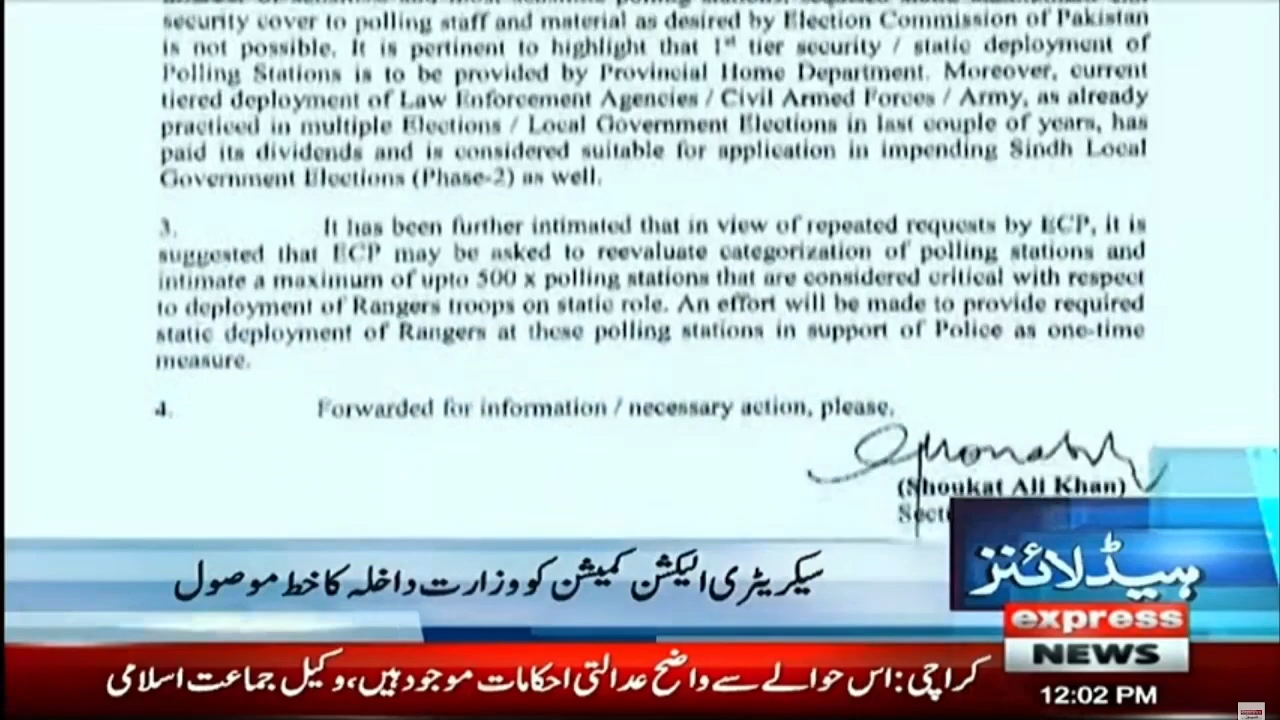 security cover to polling staff and material as desired by Election Commission of Pakistan
is not possible. It is pertinent to highlight that 1st tier security / static deployment of
Polling Stations is to be provided by Provincial Home Department. Moreover, current
tiered deployment of Law Enforcement Agencies / Civil Armed Forces / Army, as already
practiced in multiple Elections / Local Government Elections in last couple of years, has
paid its dividends and is considered suitable for application in impending Sindh Local
Government Elections (Phase-2) as well.
3. It has been further intimated that in view of repeated requests by ECP, it is
suggested that ECP may be asked to reevaluate categorization of polling stations and
intimate a maximum of upto 500 x polling stations that are considered critical with respect
to deployment of Rangers troops on static role. An effort will be made to provide required
static deployment of Rangers at these polling stations in support of Police as one-time
measure.
4. Forwarded for information / necessary action, please.
(Shoukat Ali Khan)
ہیڈلائنز
سیکریٹری الیکشن کمیشن کو وزارت داخلہ کا خط موصول
express
NEWS
کراچی: اس حوالے سے واضح عدالتی احکامات موجود ہیں، وکیل جماعت اسلامی
12:02 PM